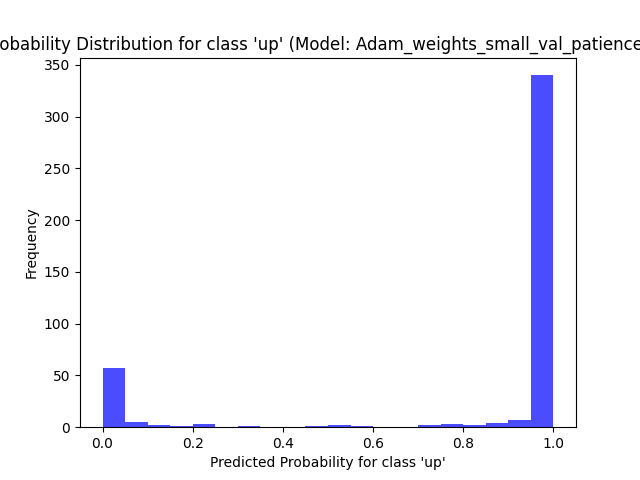 obability Distribution for class 'up' (Model: Adam_weights_small_val_patience
350
300
250
200
150
100
50
0
Frequency
0.0 0.2 0.4 0.6 0.8 1.0
Predicted Probability for class 'up'